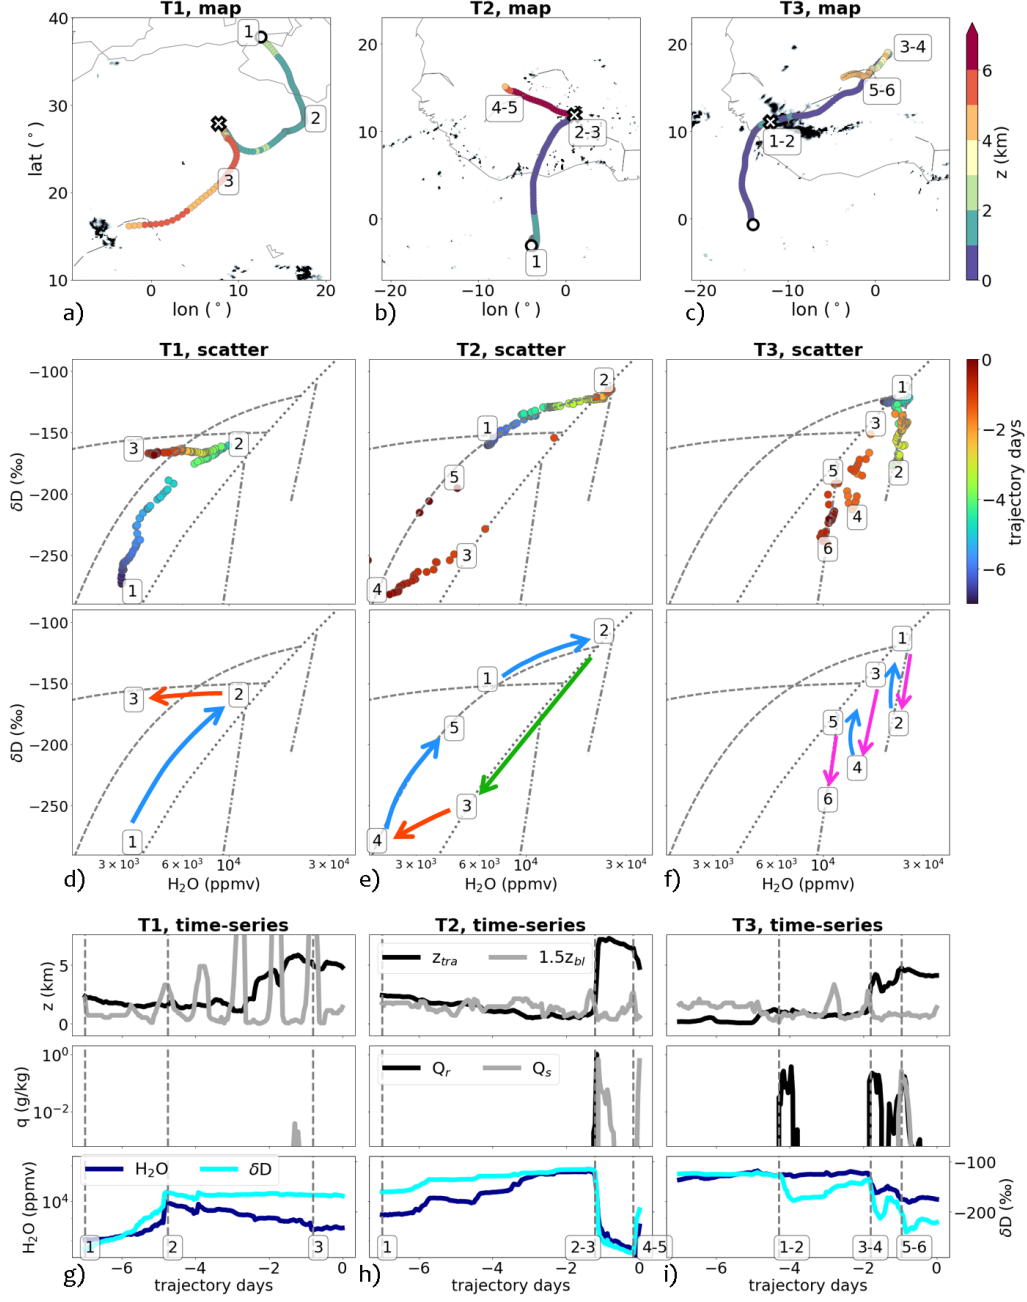 T1, map
T2, map
T3, map
40
30
20
10
lat (°)
0
10
20
lon (°)
a)
1
2
3
20
10
0
−20
−10
0
lon (°)
b)
4-5
2-3
1
20
10
0
−20
−10
0
lon (°)
c)
3-4
5-6
1-2
6
4
2
0
z (km)
T1, scatter
T2, scatter
T3, scatter
−100
−150
−200
−250
δD (‰)
3
2
1
1
2
5
3
4
1
3
2
5
4
6
0
−2
−4
−6
trajectory days
−100
−150
−200
−250
δD (‰)
3
2
1
1
2
5
3
4
1
3
2
5
4
6
3×10³
6×10³
10⁴
3×10⁴
H₂O (ppmv)
d)
3×10³
6×10³
10⁴
3×10⁴
H₂O (ppmv)
e)
3×10³
6×10³
10⁴
3×10⁴
H₂O (ppmv)
f)
T1, time-series
T2, time-series
T3, time-series
5
0
z (km)
z_tra
1.5z_bl
10⁰
10⁻²
q (g/kg)
Q_r
Q_s
H₂O
δD
10⁴
H₂O (ppmv)
1
2
3
1
2-3
4-5
1-2
3-4
5-6
−100
−200
δD (‰)
−6
−4
−2
0
trajectory days
g)
−6
−4
−2
0
trajectory days
h)
−6
−4
−2
0
trajectory days
i)